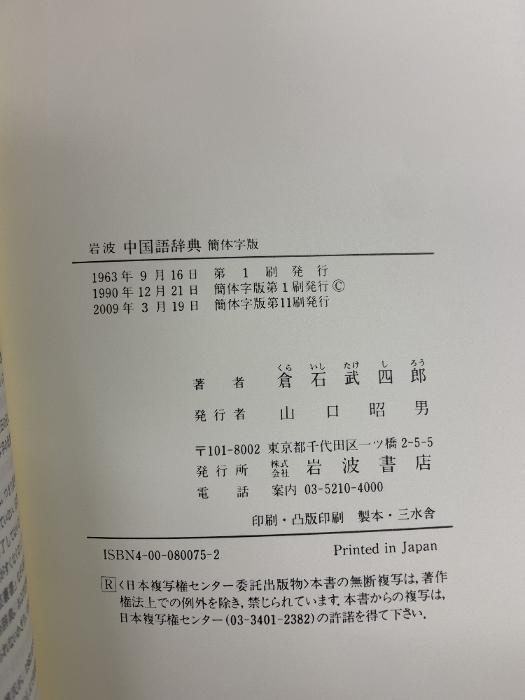 岩波 中国語辞典 簡体字版
1963年9月16日 第1刷発行
1990年12月21日 簡体字版第1刷発行©
2009年3月19日 簡体字版第11刷発行
くら いし たけ し ろう
著者 倉石武四郎
発行者 山口昭男
〒101-8002 東京都千代田区一ツ橋2-5-5
発行所 株式会社 岩波書店
電話 案内 03-5210-4000
印刷・凸版印刷 製本・三水舎
ISBN4-00-080075-2 Printed in Japan
R〈日本複写権センター委託出版物〉本書の無断複写は,著作
権法上での例外を除き,禁じられています.本書からの複写は,
日本複写権センター(03-3401-2382)の許諾を得て下さい.